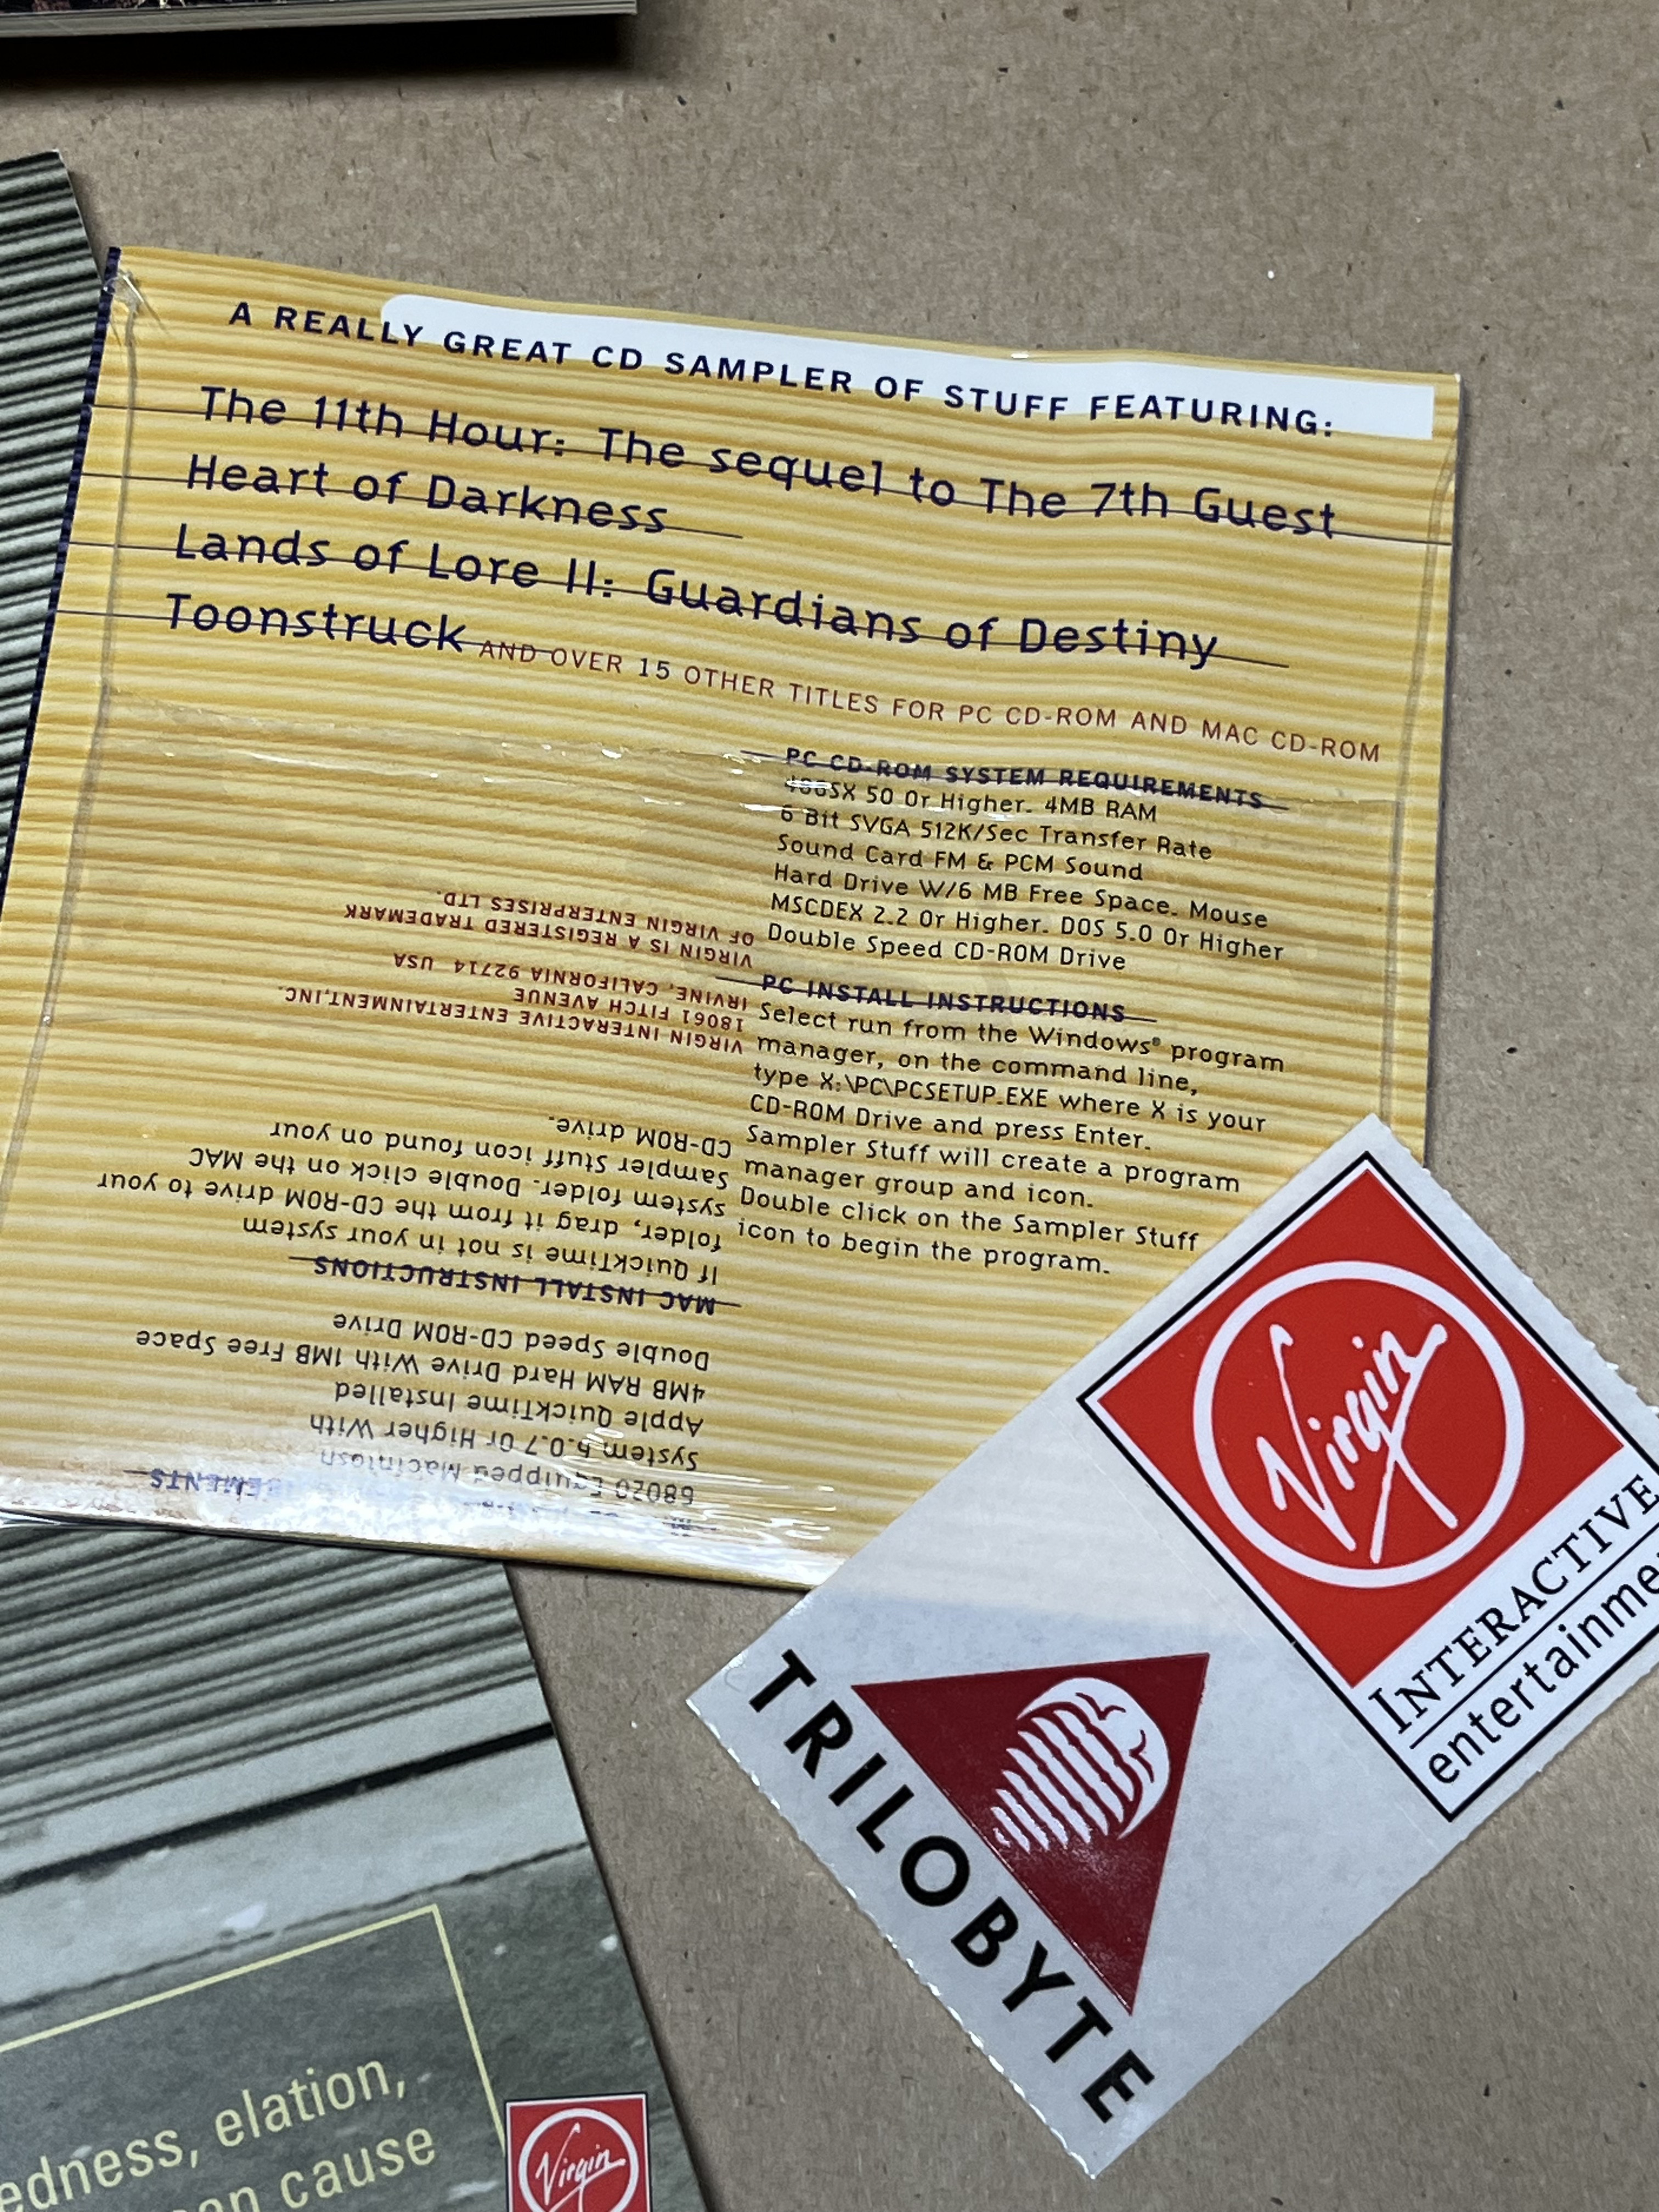 A REALLY GREAT CD SAMPLER OF STUFF FEATURING:
The 11th Hour: The sequel to The 7th Guest
Heart of Darkness
Lands of Lore II: Guardians of Destiny
Toonstruck AND OVER 15 OTHER TITLES FOR PC CD-ROM AND MAC CD-ROM
PC CD-ROM SYSTEM REQUIREMENTS
486SX 50 Or Higher. 4MB RAM
6 Bit SVGA 512K/Sec Transfer Rate
Sound Card FM & PCM Sound
Hard Drive W/6 MB Free Space. Mouse
MSCDEX 2.2 Or Higher. DOS 5.0 Or Higher
Double Speed CD-ROM Drive
PC INSTALL INSTRUCTIONS
Select run from the Windows® program
manager, on the command line,
type X:\PC\PCSETUP.EXE where X is your
CD-ROM Drive and press Enter.
Sampler Stuff will create a program
manager group and icon.
Double click on the Sampler Stuff
icon to begin the program.
68020 Equipped Macintosh
System 6.0.7 Or Higher With
Apple QuickTime Installed
4MB RAM Hard Drive With 1MB Free Space
Double Speed CD-ROM Drive
MAC INSTALL INSTRUCTIONS
If QuickTime is not in your system
folder, drag it from the CD-ROM drive to your
system folder. Double click on the MAC
Sampler Stuff icon found on your
CD-ROM drive.
VIRGIN INTERACTIVE ENTERTAINMENT,INC.
18061 FITCH AVENUE
IRVINE, CALIFORNIA 92714 USA
VIRGIN IS A REGISTERED TRADEMARK
OF VIRGIN ENTERPRISES LTD.
Virgin
INTERACTIVE
entertainme
TRILOBYTE
edness, elation,
cause
Virgin